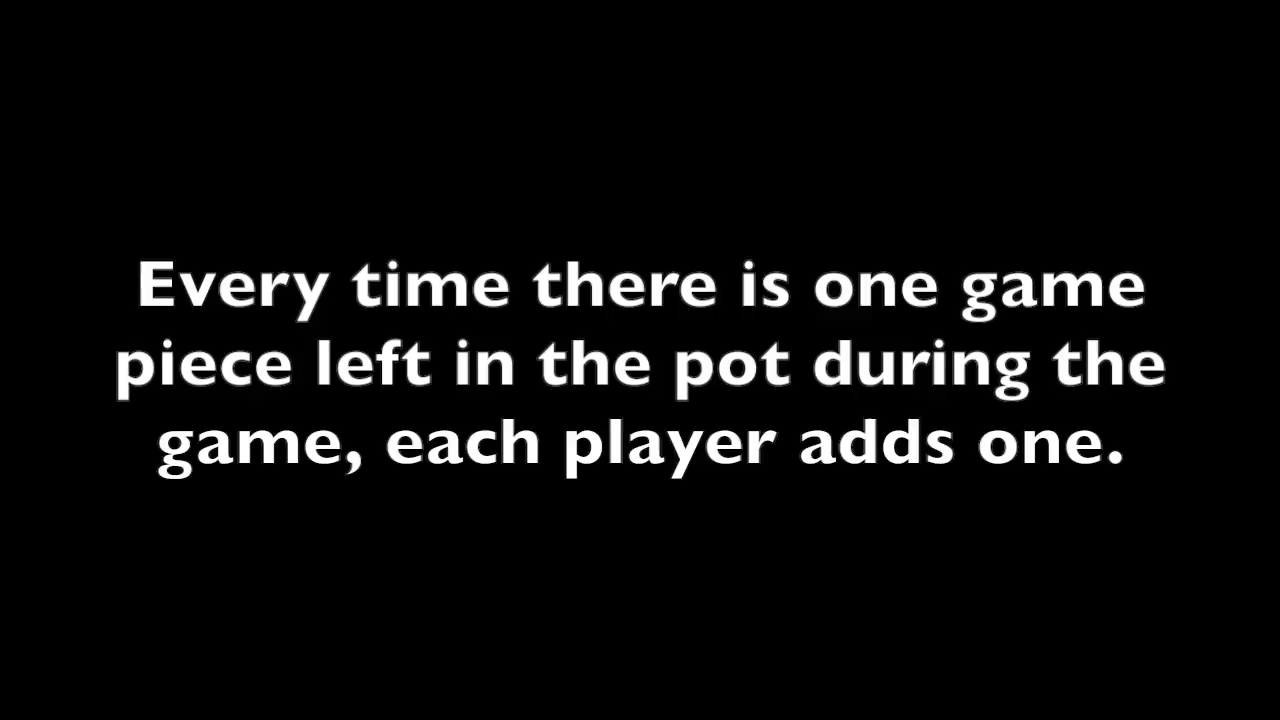 Every time there is one game
piece left in the pot during the
game, each player adds one.